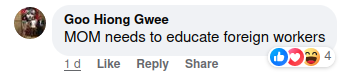 Goo Hiong Gwee
MOM needs to educate foreign workers
1 d Like Reply Share 4